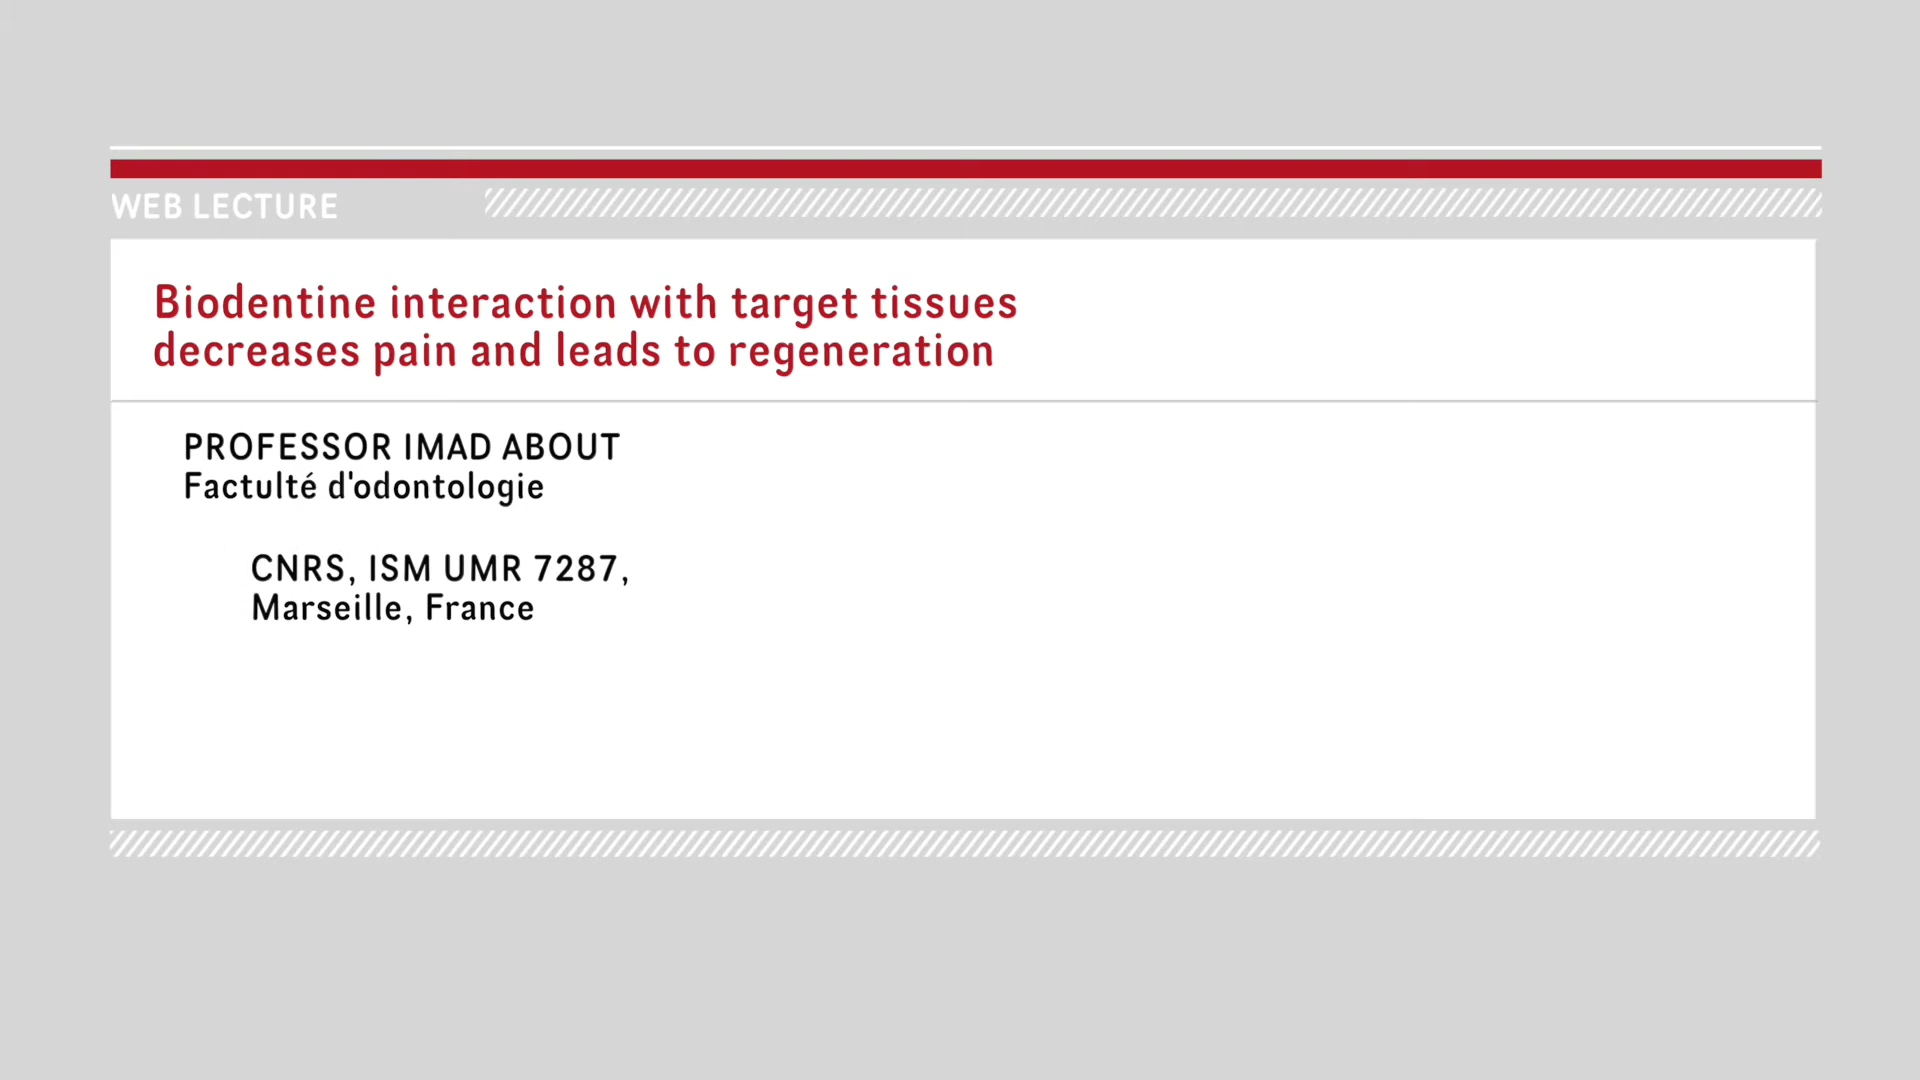 WEB LECTURE
Biodentine interaction with target tissues
decreases pain and leads to regeneration
PROFESSOR IMAD ABOUT
Factulté d'odontologie
CNRS, ISM UMR 7287,
Marseille, France